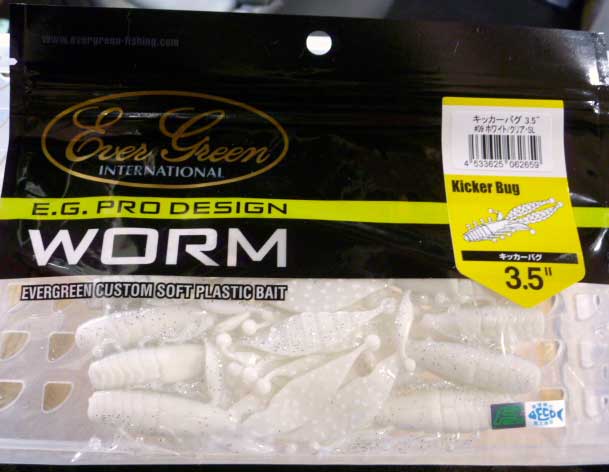 www.evergreen-fishing.com
Ever Green
INTERNATIONAL
E.G. PRO DESIGN
WORM
EVERGREEN CUSTOM SOFT PLASTIC BAIT
キッカーバグ 3.5"
#09 ホワイト/クリア・SL
4 533625 062659
Kicker Bug
キッカーバグ
3.5"
ECO